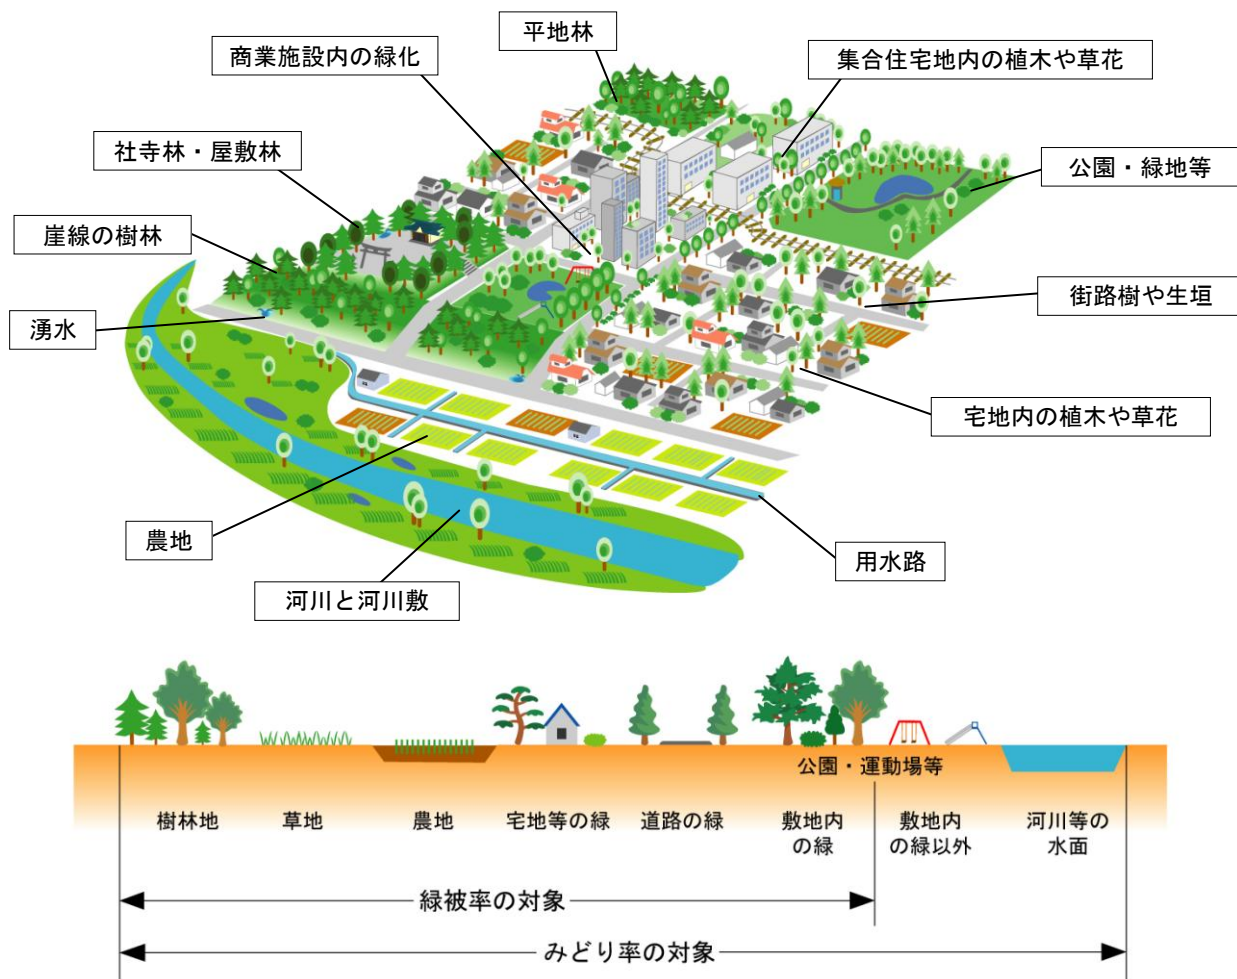 平地林
商業施設内の緑化
集合住宅地内の植木や草花
社寺林・屋敷林
公園・緑地等
崖線の樹林
街路樹や生垣
湧水
宅地内の植木や草花
農地
用水路
河川と河川敷
公園・運動場等
樹林地
草地
農地
宅地等の緑
道路の緑
敷地内
の緑
敷地内
の緑以外
河川等の
水面
緑被率の対象
みどり率の対象